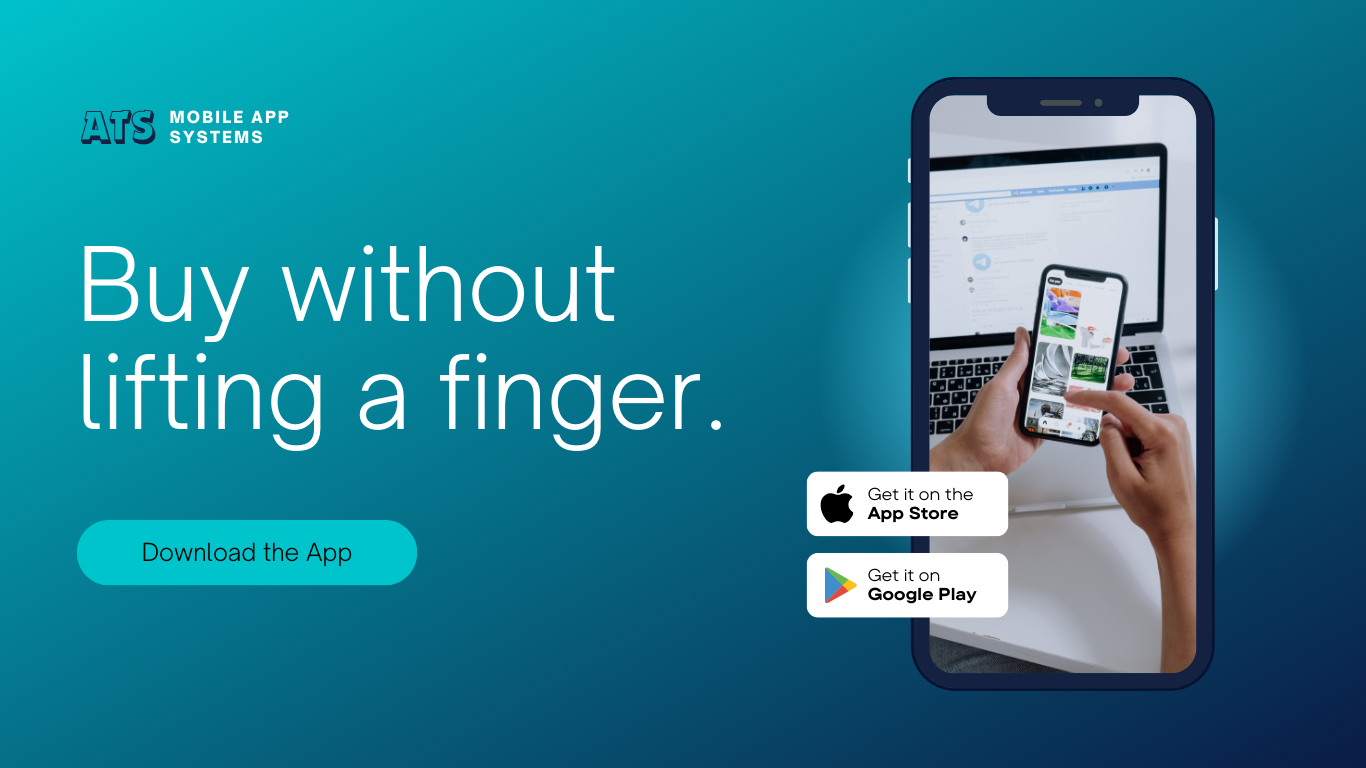 ATS
MOBILE APP
SYSTEMS
Buy without
lifting a finger.
Download the App
Get it on the
App Store
Get it on
Google Play